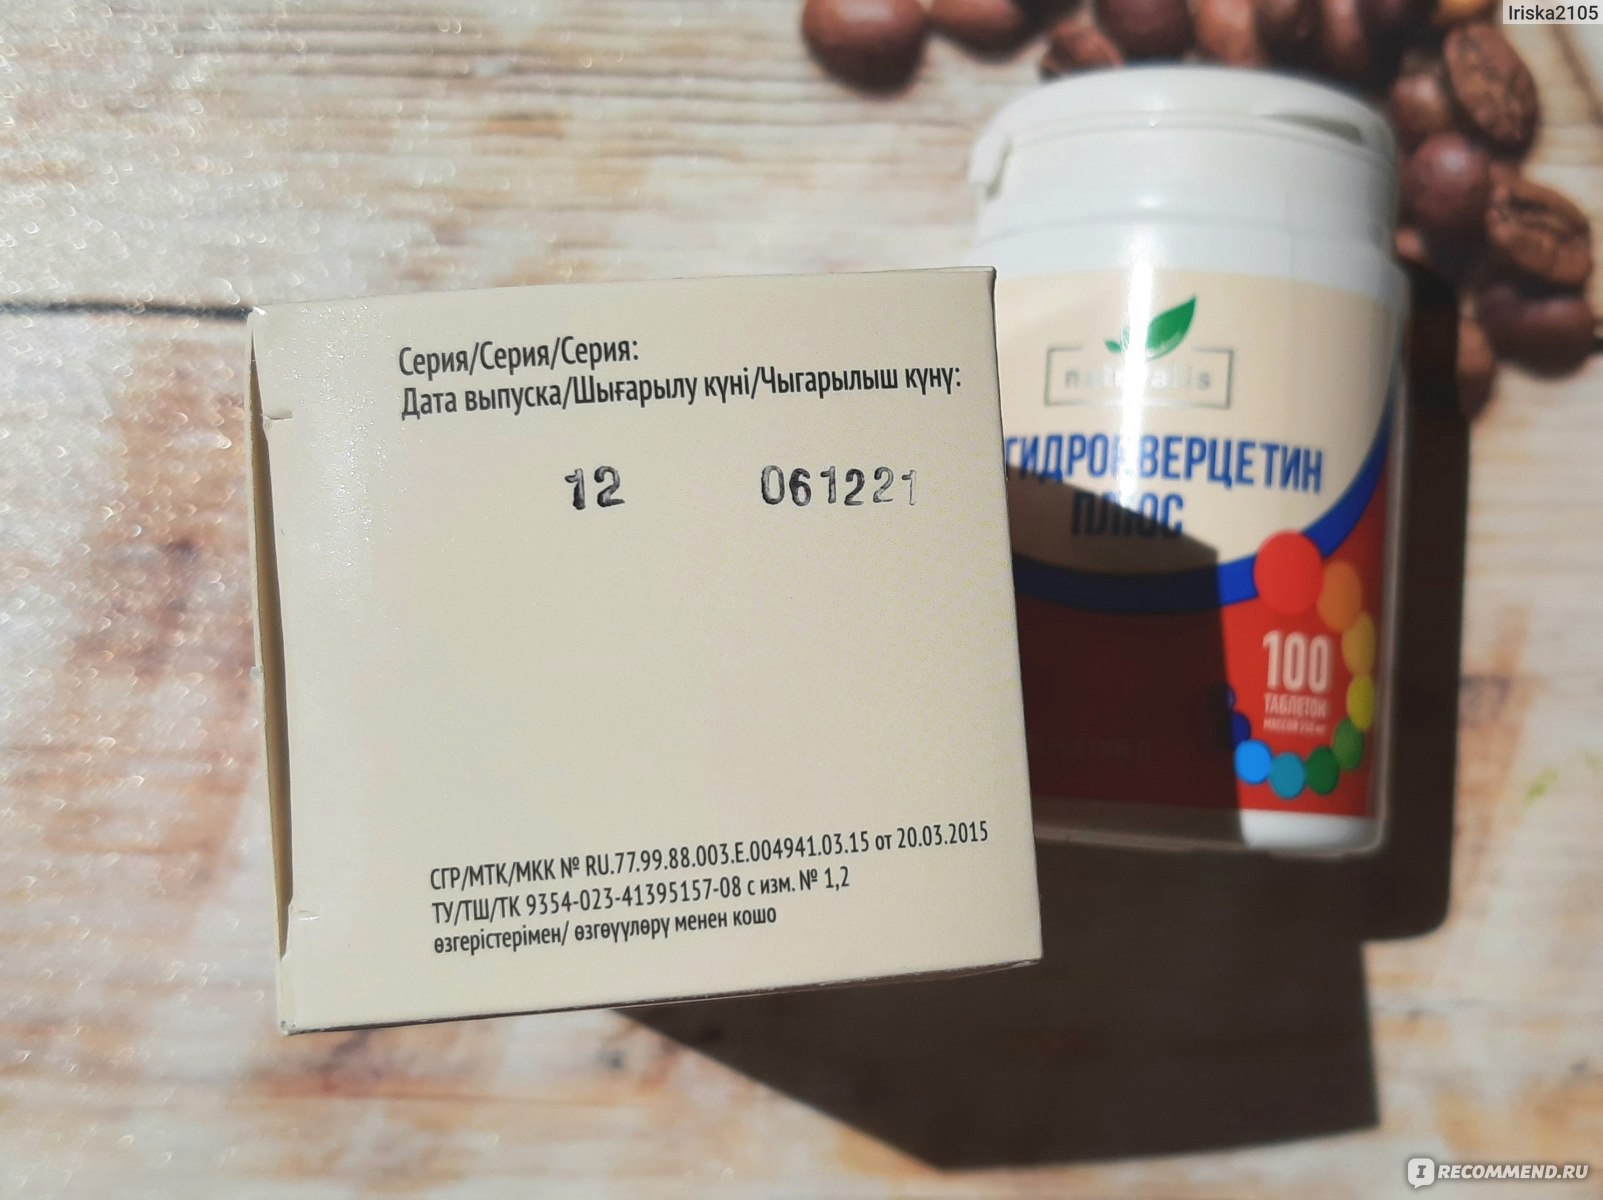 Iriska2105
Серия/Серия/Серия:
Дата выпуска/Шығарылу күні/Чыгарылыш күнү:
12 061221
СГР/МТК/МКК № RU.77.99.88.003.Е.004941.03.15 от 20.03.2015
ТУ/ТШ/ТК 9354-023-41395157-08 с изм. № 1,2
өзгерістерімен/ өзгөүүлөрү менен кошо
naturalis
ГИДРОКВЕРЦЕТИН
ПЛЮС
100
ТАБЛЕТОК
IRECOMMEND.RU